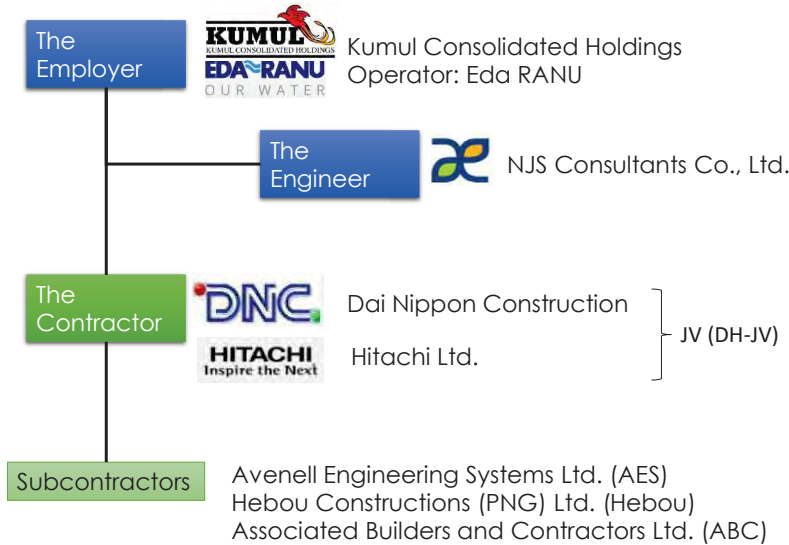 The
Employer
KUMUL
KUMUL CONSOLIDATED HOLDINGS
EDA RANU
OUR WATER
Kumul Consolidated Holdings
Operator: Eda RANU
The
Engineer
NJS Consultants Co., Ltd.
The
Contractor
DNC
Dai Nippon Construction
HITACHI
Inspire the Next
Hitachi Ltd.
JV (DH-JV)
Subcontractors
Avenell Engineering Systems Ltd. (AES)
Hebou Constructions (PNG) Ltd. (Hebou)
Associated Builders and Contractors Ltd. (ABC)